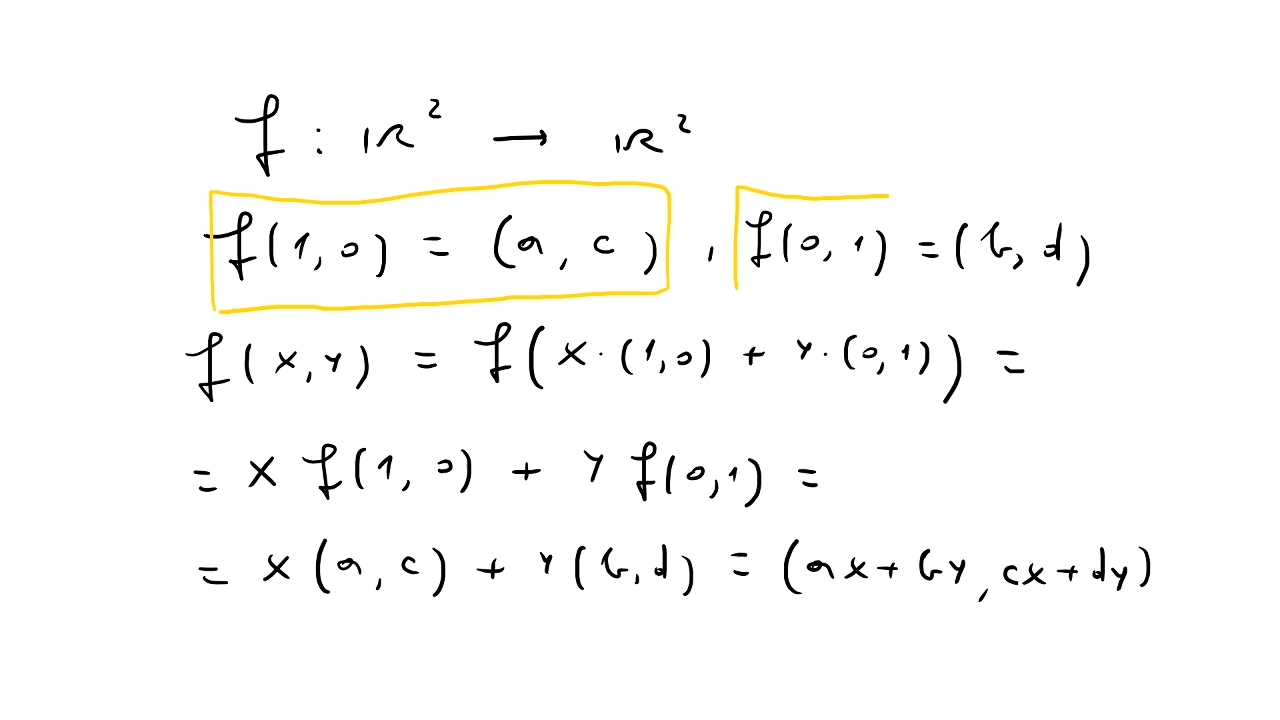 f : ℝ² → ℝ²
f(1,0) = (a, c) , f(0,1) = (b, d)
f(x,y) = f(x·(1,0) + y·(0,1)) =
= x f(1,0) + y f(0,1) =
= x(a,c) + y(b,d) = (ax+by, cx+dy)